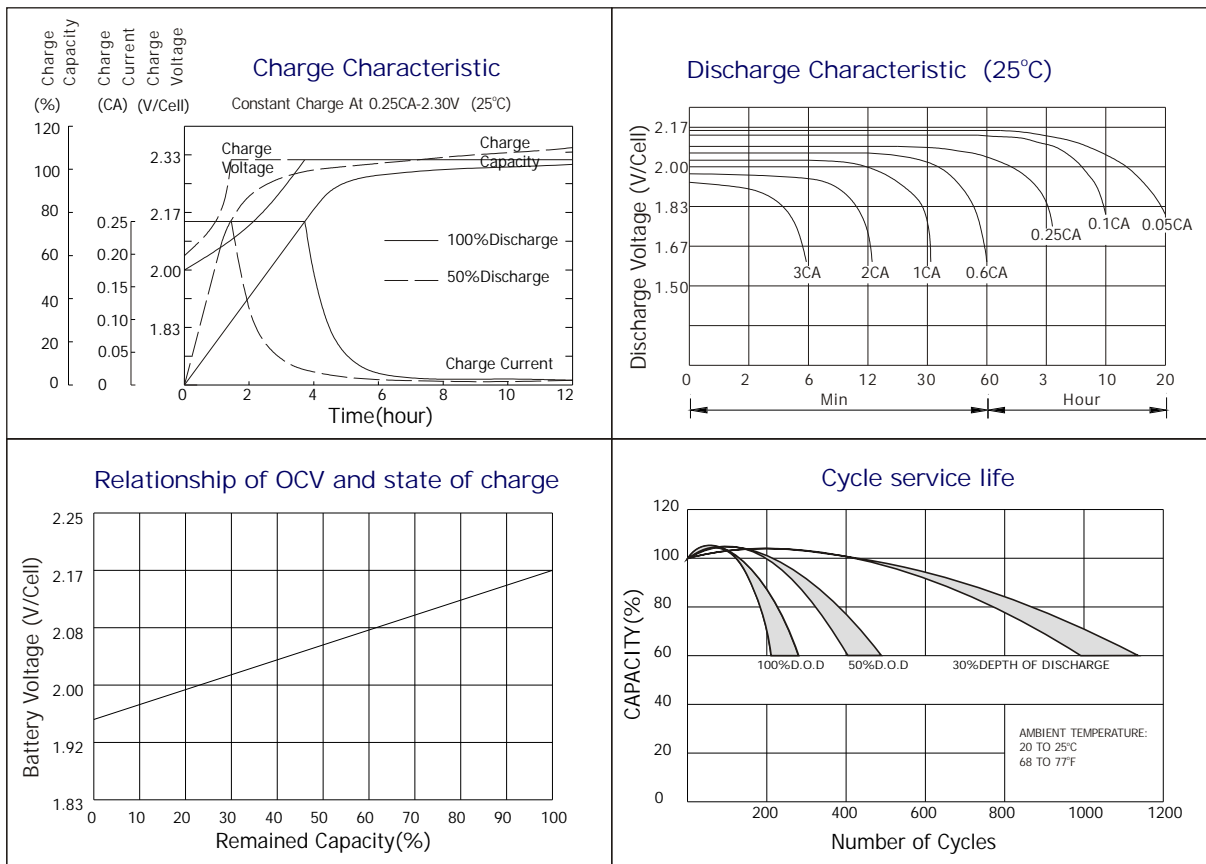 Charge Capacity
Charge Current
Charge Voltage
(%)
(CA)
(V/Cell)
Charge Characteristic
Constant Charge At 0.25CA-2.30V (25°C)
120
100
80
60
40
20
0
0.25
0.20
0.15
0.10
0.05
0
2.33
2.17
2.00
1.83
Charge Voltage
Charge Capacity
100%Discharge
50%Discharge
Charge Current
0 2 4 6 8 10 12
Time(hour)
Discharge Characteristic (25°C)
Discharge Voltage (V/Cell)
2.17
2.00
1.83
1.67
1.50
3CA
2CA
1CA
0.6CA
0.25CA
0.1CA
0.05CA
0 2 6 12 30 60 3 10 20
Min
Hour
Relationship of OCV and state of charge
Battery Voltage (V/Cell)
2.25
2.17
2.08
2.00
1.92
1.83
0 10 20 30 40 50 60 70 80 90 100
Remained Capacity(%)
Cycle service life
CAPACITY(%)
120
100
80
60
40
20
0
100%D.O.D
50%D.O.D
30%DEPTH OF DISCHARGE
AMBIENT TEMPERATURE:
20 TO 25°C
68 TO 77°F
200 400 600 800 1000 1200
Number of Cycles